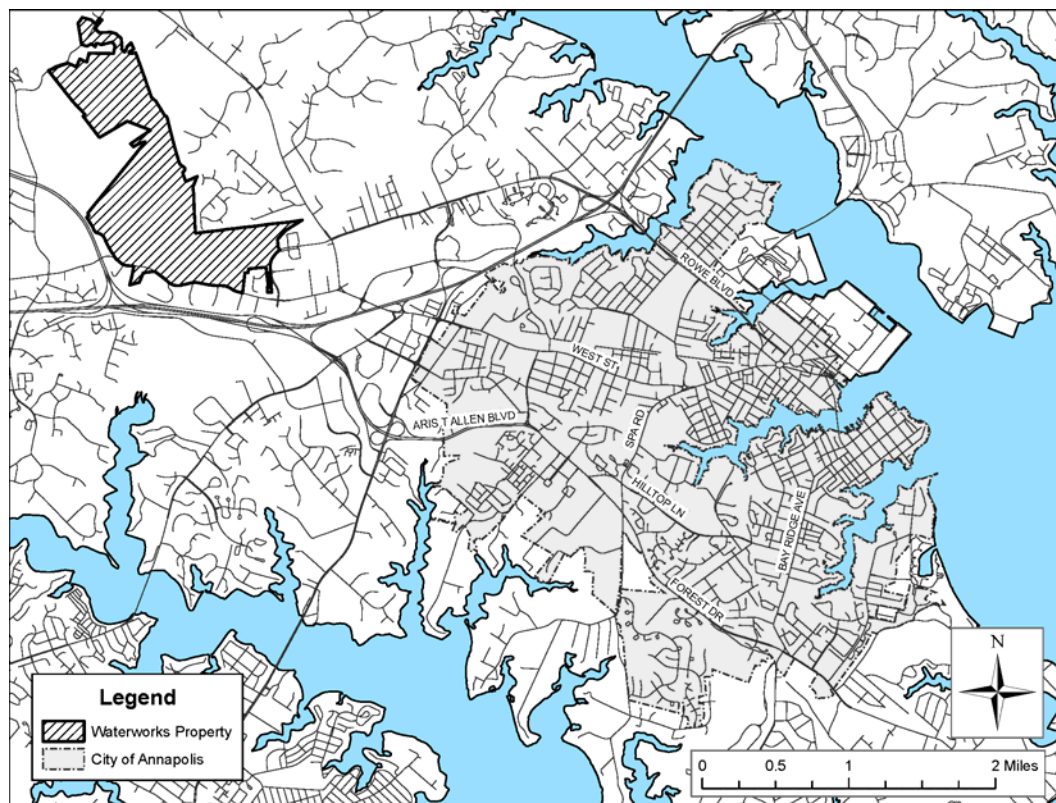 ROWE BLVD
WEST ST.
ARIS T ALLEN BLVD
SPA RD
HILLTOP LN
BAY RIDGE AVE
FOREST DR
N
Legend
Waterworks Property
City of Annapolis
0 0.5 1 2 Miles